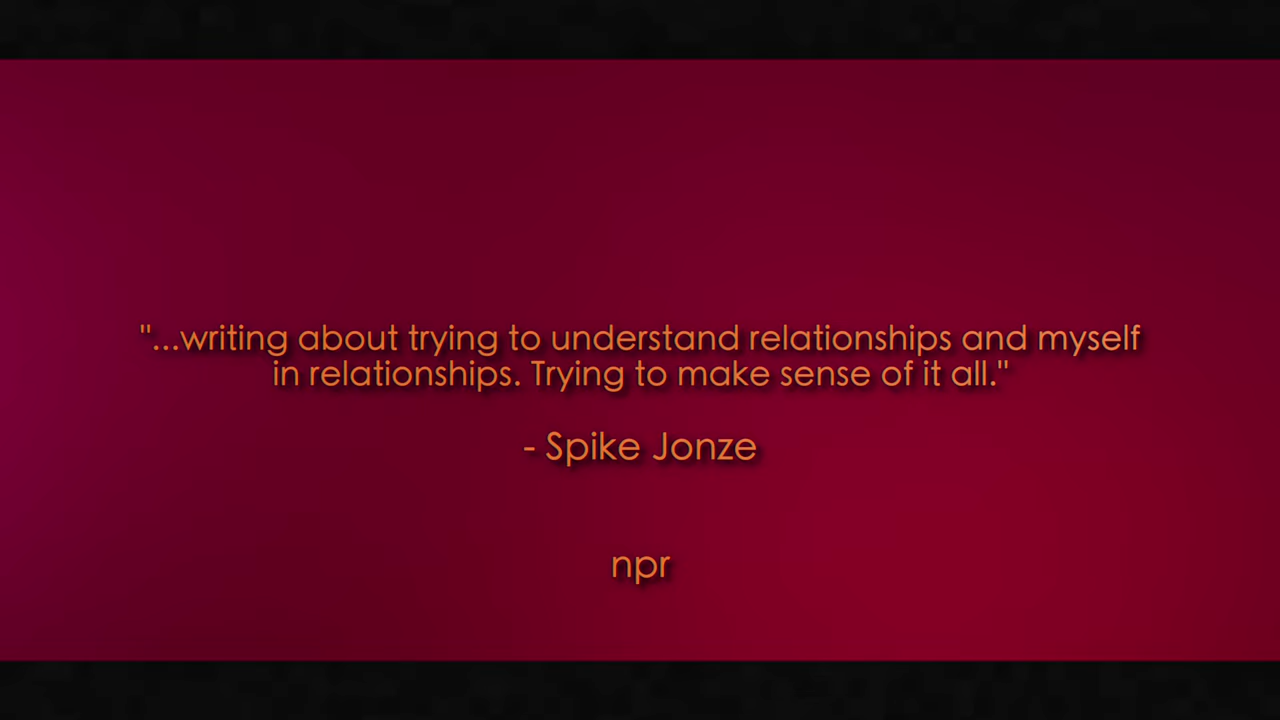 "...writing about trying to understand relationships and myself
in relationships. Trying to make sense of it all."
- Spike Jonze
npr